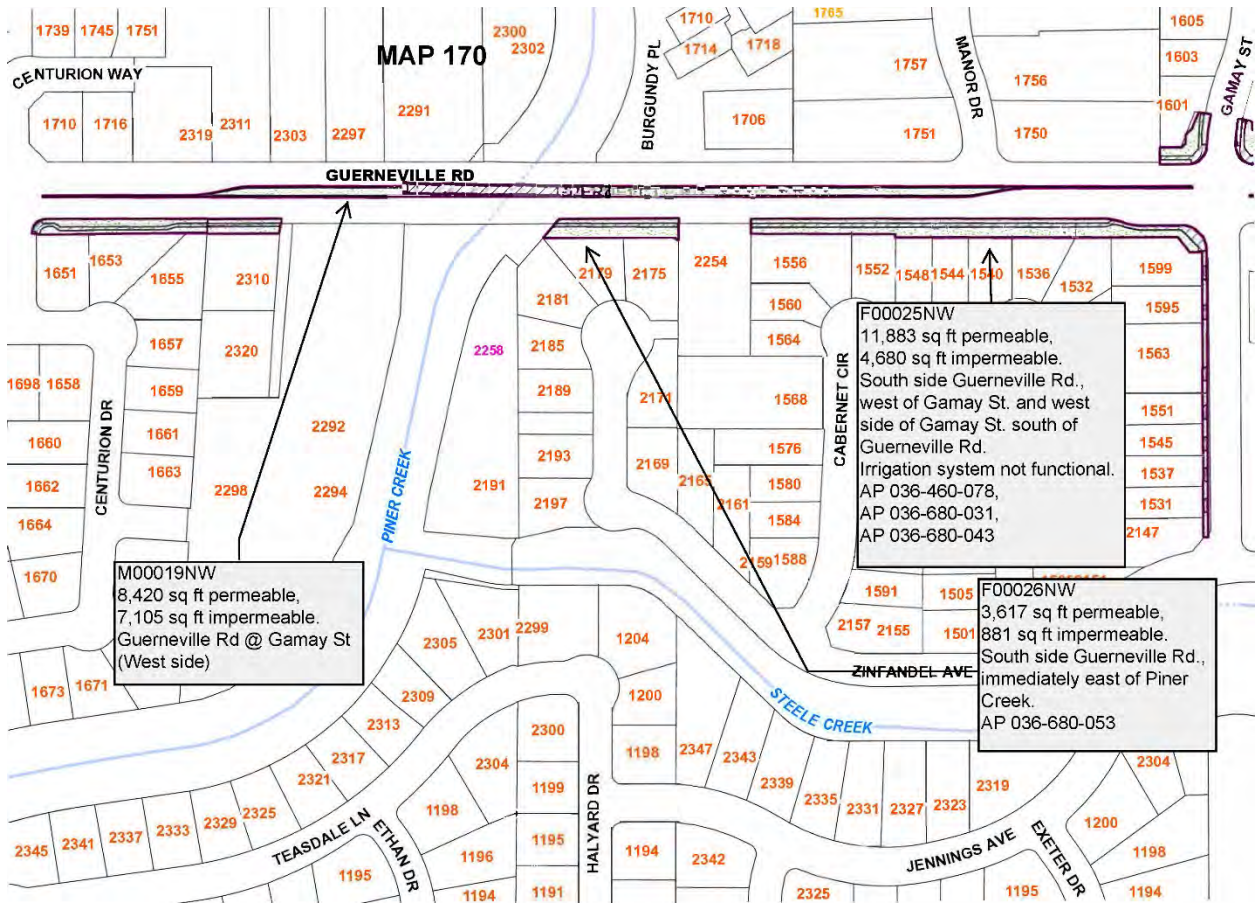 1739 1745 1751
2300
2302
1710
1714 1718
1765
1605
MAP 170
BURGUNDY PL
1757
MANOR DR
1756
1603
GAMAY ST
CENTURION WAY
1710 1716
2319 2311 2303 2297
2291
1706
1751
1750
1601
GUERNEVILLE RD
1651 1653 1655 2310
2179 2175 2254 1556 1552 1548 1544 1540 1536 1532 1599
2181
1560
1595
2185
1564
1657 2320
2258
1563
1698 1658
1659
2189
2171
1568
1551
1660
CENTURION DR
1661
2292
CABERNET CIR
1545
1662
1663
2193
2169
1576
1537
2298
2294
2191
2165
1580
1531
1664
2197
2161
1584
2147
PINER CREEK
1670
2159 1588
F00025NW
11,883 sq ft permeable,
4,680 sq ft impermeable.
South side Guerneville Rd.,
west of Gamay St. and west
side of Gamay St. south of
Guerneville Rd.
Irrigation system not functional.
AP 036-460-078,
AP 036-680-031,
AP 036-680-043
M00019NW
8,420 sq ft permeable,
7,105 sq ft impermeable.
Guerneville Rd @ Gamay St
(West side)
1591 1505
2157 2155 1501
F00026NW
3,617 sq ft permeable,
881 sq ft impermeable.
South side Guerneville Rd.,
immediately east of Piner
Creek.
AP 036-680-053
ZINFANDEL AVE
STEELE CREEK
1673 1671
2305 2301 2299 1204
2309
1200
2313
2317
2300
1198
2347 2343
2304
2321
2304
1199
2339
2319
2345 2341 2337 2333 2329 2325
1198
2335 2331 2327 2323
1200
TEASDALE LN
ETHAN DR
HALYARD DR
1195
1196
1194
2342
JENNINGS AVE
EXETER DR
1198
1195
1194
1191
2325
1195
1194